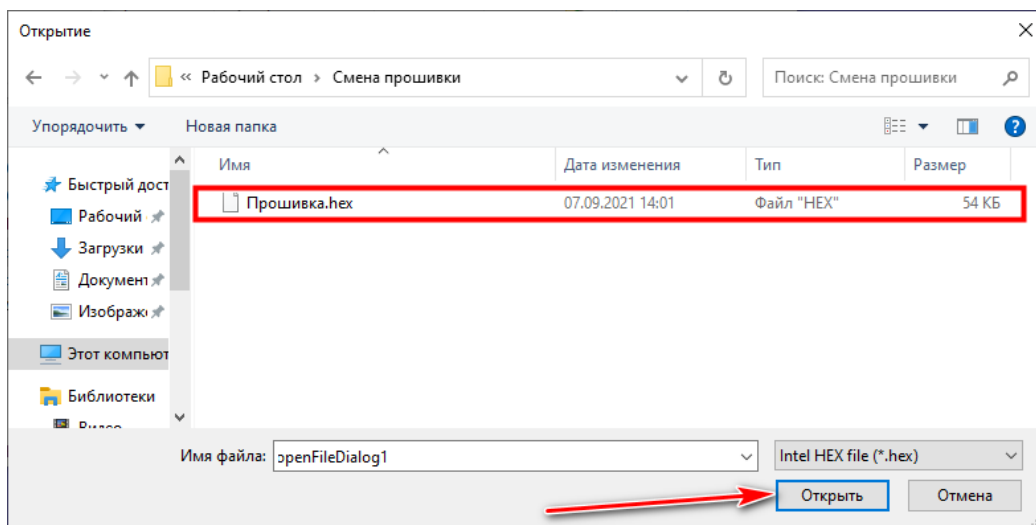 Открытие
« Рабочий стол › Смена прошивки
Поиск: Смена прошивки
Упорядочить
Новая папка
Имя
Дата изменения
Тип
Размер
Быстрый дост
Рабочий
Загрузки
Документ
Изображ
Этот компьют
Библиотеки
Прошивка.hex
07.09.2021 14:01
Файл "HEX"
54 КБ
Имя файла:
openFileDialog1
Intel HEX file (*.hex)
Открыть
Отмена